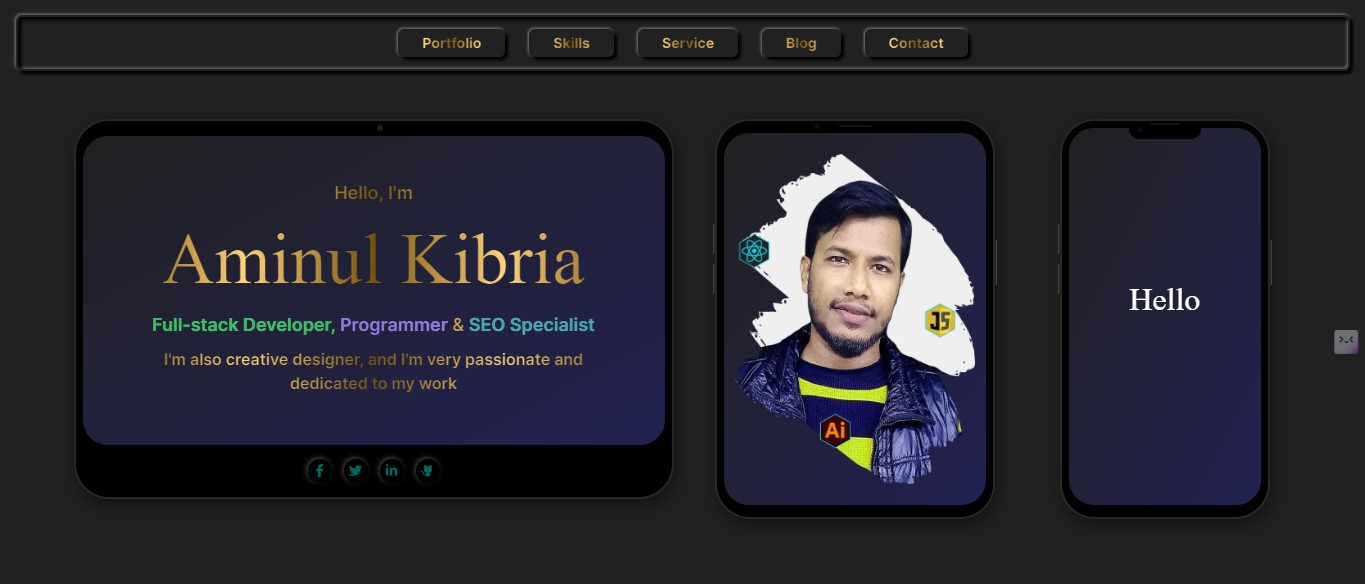 Portfolio Skills Service Blog Contact
Hello, I'm
Aminul Kibria
Full-stack Developer, Programmer & SEO Specialist
I'm also creative designer, and I'm very passionate and
dedicated to my work
JS
Ai
Hello